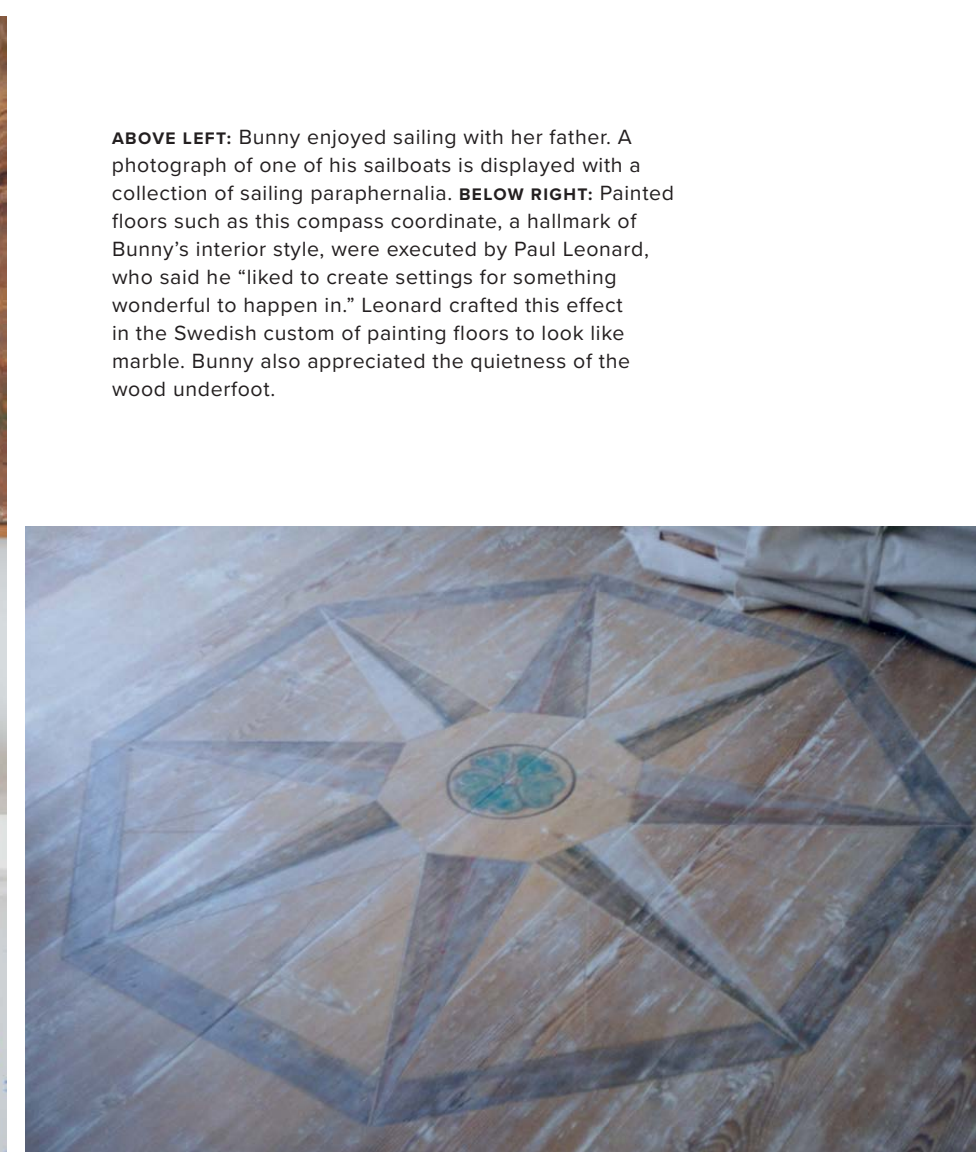 ABOVE LEFT: Bunny enjoyed sailing with her father. A
photograph of one of his sailboats is displayed with a
collection of sailing paraphernalia. BELOW RIGHT: Painted
floors such as this compass coordinate, a hallmark of
Bunny’s interior style, were executed by Paul Leonard,
who said he “liked to create settings for something
wonderful to happen in.” Leonard crafted this effect
in the Swedish custom of painting floors to look like
marble. Bunny also appreciated the quietness of the
wood underfoot.